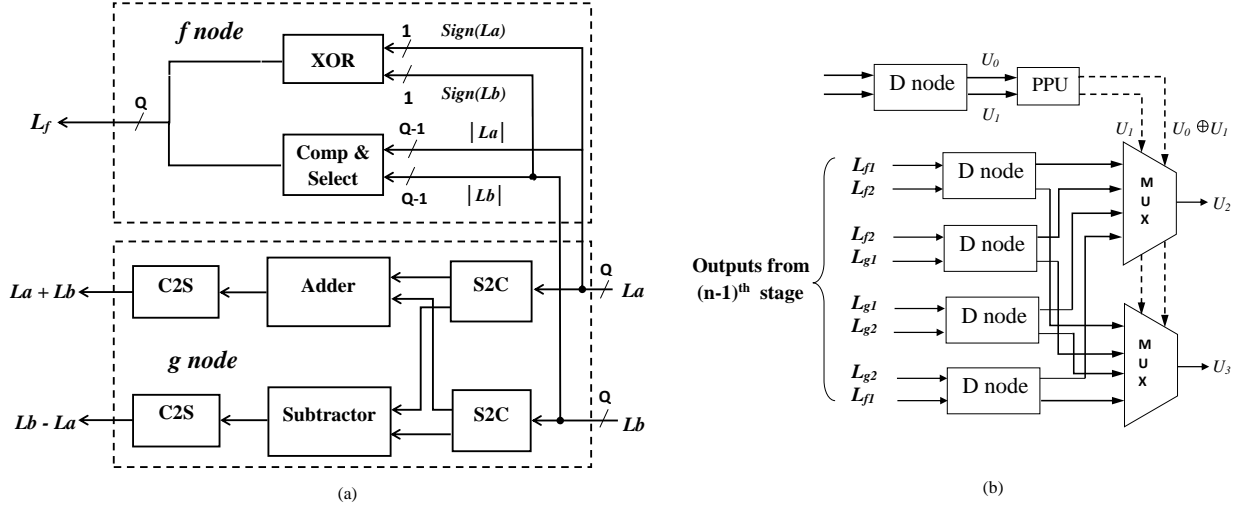 f node
XOR
1
Sign(La)
Sign(Lb)
1
Q
Lf
Comp &
Select
Q-1
|La|
Q-1
|Lb|
C2S
Adder
S2C
Q
La
La + Lb
g node
C2S
Subtractor
S2C
Q
Lb
Lb - La
(a)
D node
U0
U1
PPU
U1
U0 ⊕U1
Lf1
Lf2
D node
MUX
U2
Lf2
Lg1
D node
Outputs from
(n-1)th stage
Lg1
Lg2
D node
MUX
U3
Lg2
Lf1
D node
(b)